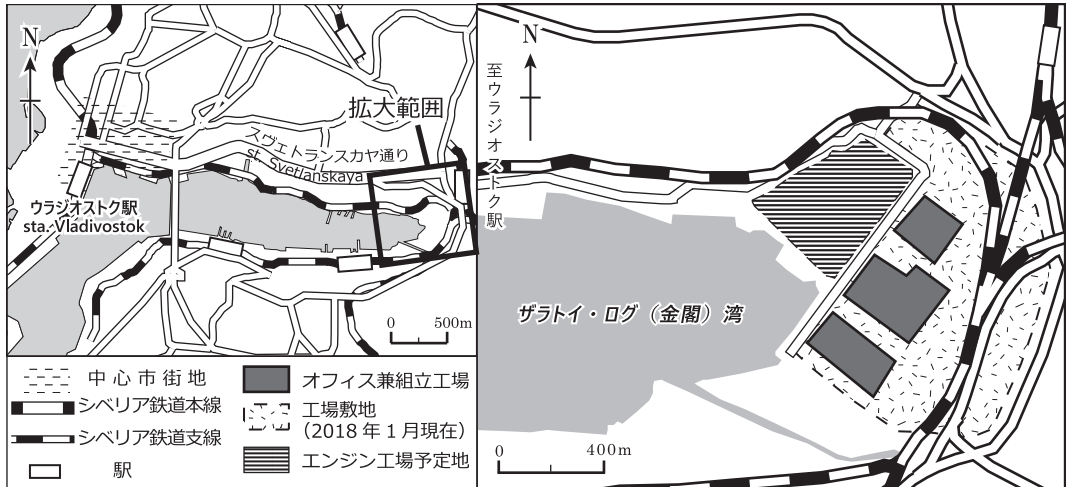 N
拡大範囲
スヴェトランスカヤ通り
st. Svetlanskaya
ウラジオストク駅
sta. Vladivostok
0 500m
中心市街地
シベリア鉄道本線
シベリア鉄道支線
駅
オフィス兼組立工場
工場敷地
（2018年1月現在）
エンジン工場予定地
N
至ウラジオストク駅
ザラトイ・ログ（金閣）湾
0 400m